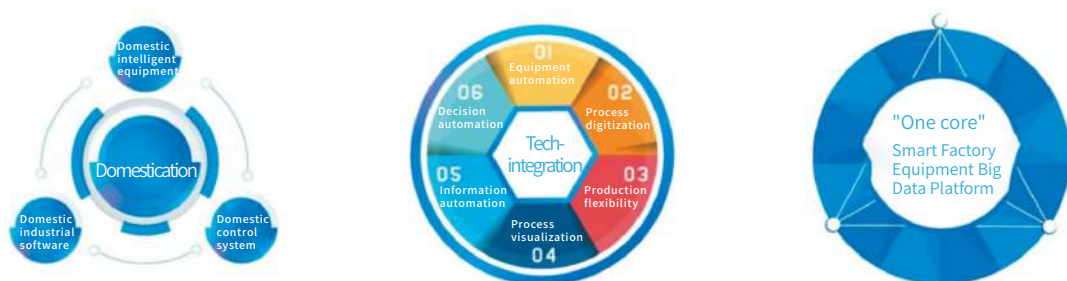 Domestic
intelligent
equipment
Domestication
Domestic
industrial
software
Domestic
control
system
01
Equipment
automation
02
Process
digitization
03
Production
flexibility
Process
visualization
04
05
Information
automation
06
Decision
automation
Tech-
integration
"One core"
Smart Factory
Equipment Big
Data Platform